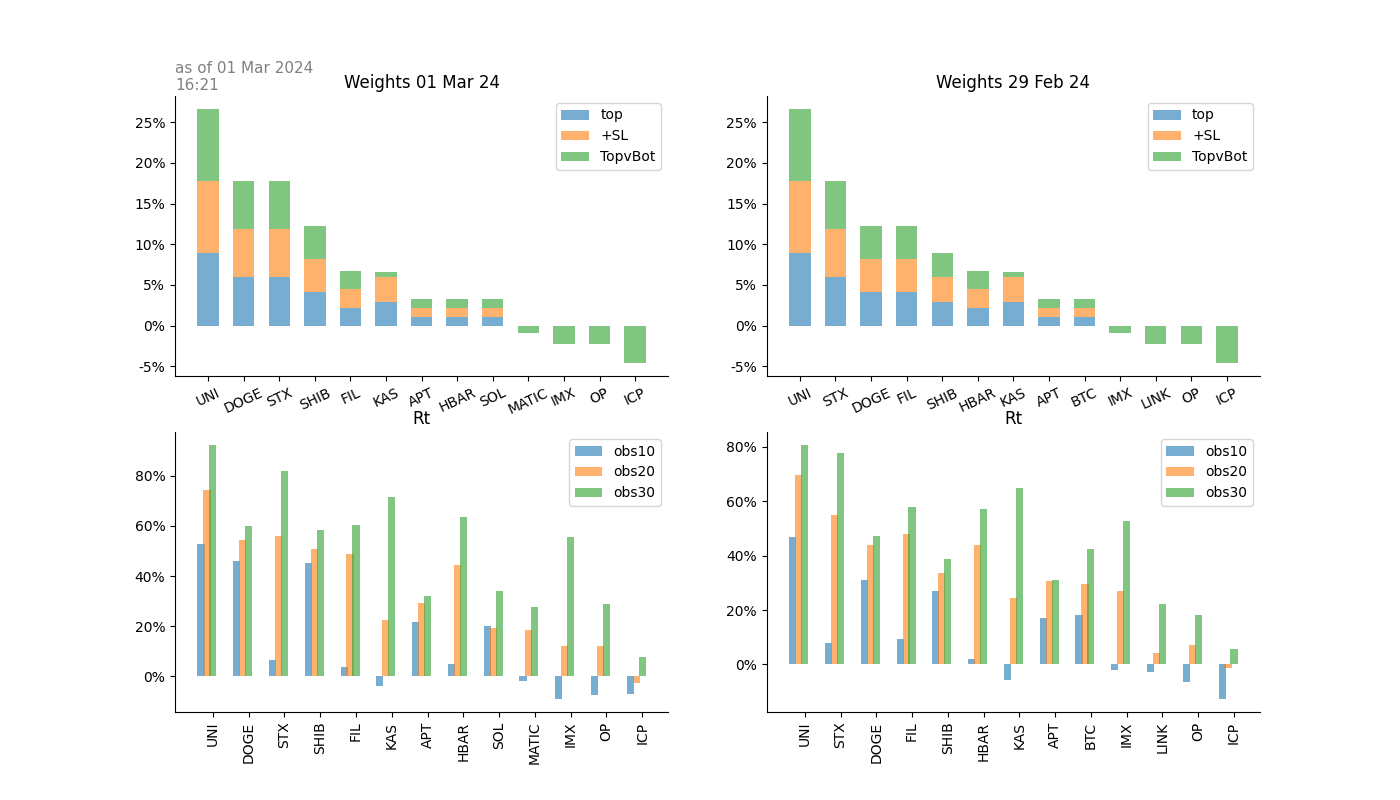 as of 01 Mar 2024
16:21
Weights 01 Mar 24
25%
20%
15%
10%
5%
0%
-5%
top
+SL
TopvBot
UNI DOGE STX SHIB FIL KAS APT HBAR SOL MATIC IMX OP ICP
Weights 29 Feb 24
25%
20%
15%
10%
5%
0%
-5%
top
+SL
TopvBot
UNI STX DOGE FIL SHIB HBAR KAS APT BTC IMX LINK OP ICP
Rt
80%
60%
40%
20%
0%
obs10
obs20
obs30
UNI DOGE STX SHIB FIL KAS APT HBAR SOL MATIC IMX OP ICP
Rt
80%
60%
40%
20%
0%
obs10
obs20
obs30
UNI STX DOGE FIL SHIB HBAR KAS APT BTC IMX LINK OP ICP